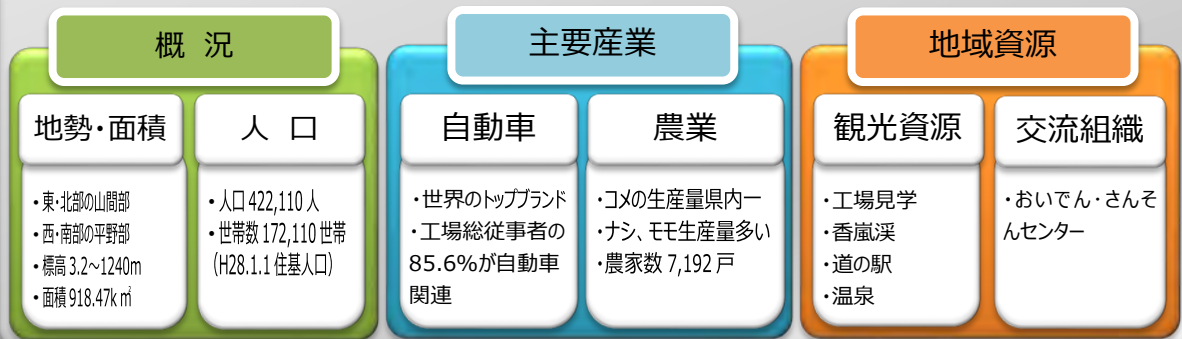 概 況
地勢・面積
・東・北部の山間部
・西・南部の平野部
・標高 3.2～1240m
・面積 918.47k㎡
人 口
・人口 422,110 人
・世帯数 172,110 世帯
（H28.1.1 住基人口）
主要産業
自動車
・世界のトップブランド
・工場総従事者の
85.6%が自動車
関連
農業
・コメの生産量県内一
・ナシ、モモ生産量多い
・農家数 7,192 戸
地域資源
観光資源
・工場見学
・香嵐渓
・道の駅
・温泉
交流組織
・おいでん・さんそ
んセンター